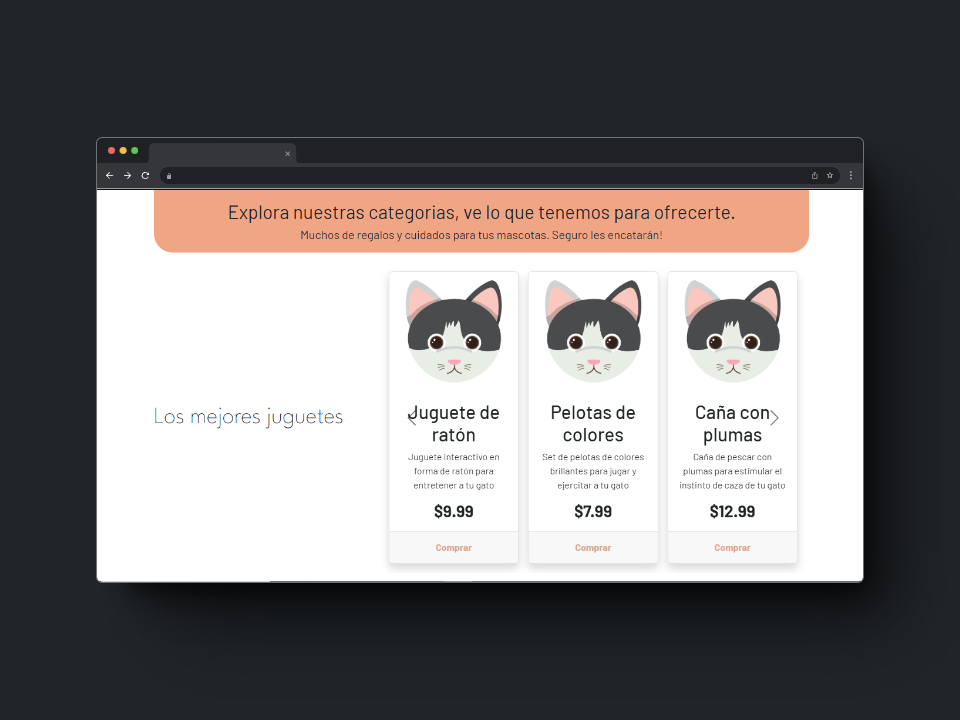 Explora nuestras categorias, ve lo que tenemos para ofrecerte.
Muchos de regalos y cuidados para tus mascotas. Seguro les encatarán!
Los mejores juguetes
Juguete de
ratón
Juguete interactivo en
forma de ratón para
entretener a tu gato
$9.99
Comprar
Pelotas de
colores
Set de pelotas de colores
brillantes para jugar y
ejercitar a tu gato
$7.99
Comprar
Caña con
plumas
Caña de pescar con
plumas para estimular el
instinto de caza de tu gato
$12.99
Comprar